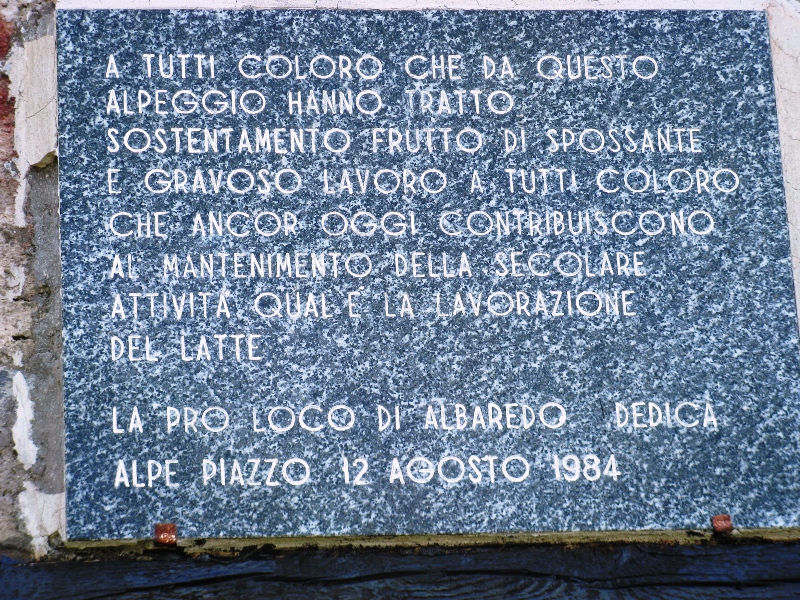 A TUTTI COLORO CHE DA QUESTO
ALPEGGIO HANNO TRATTO
SOSTENTAMENTO FRUTTO DI SPOSSANTE
E GRAVOSO LAVORO A TUTTI COLORO
CHE ANCOR OGGI CONTRIBUISCONO
AL MANTENIMENTO DELLA SECOLARE
ATTIVITÀ QUAL'È LA LAVORAZIONE
DEL LATTE
LA PRO LOCO DI ALBAREDO DEDICA
ALPE PIAZZO 12 AGOSTO 1984